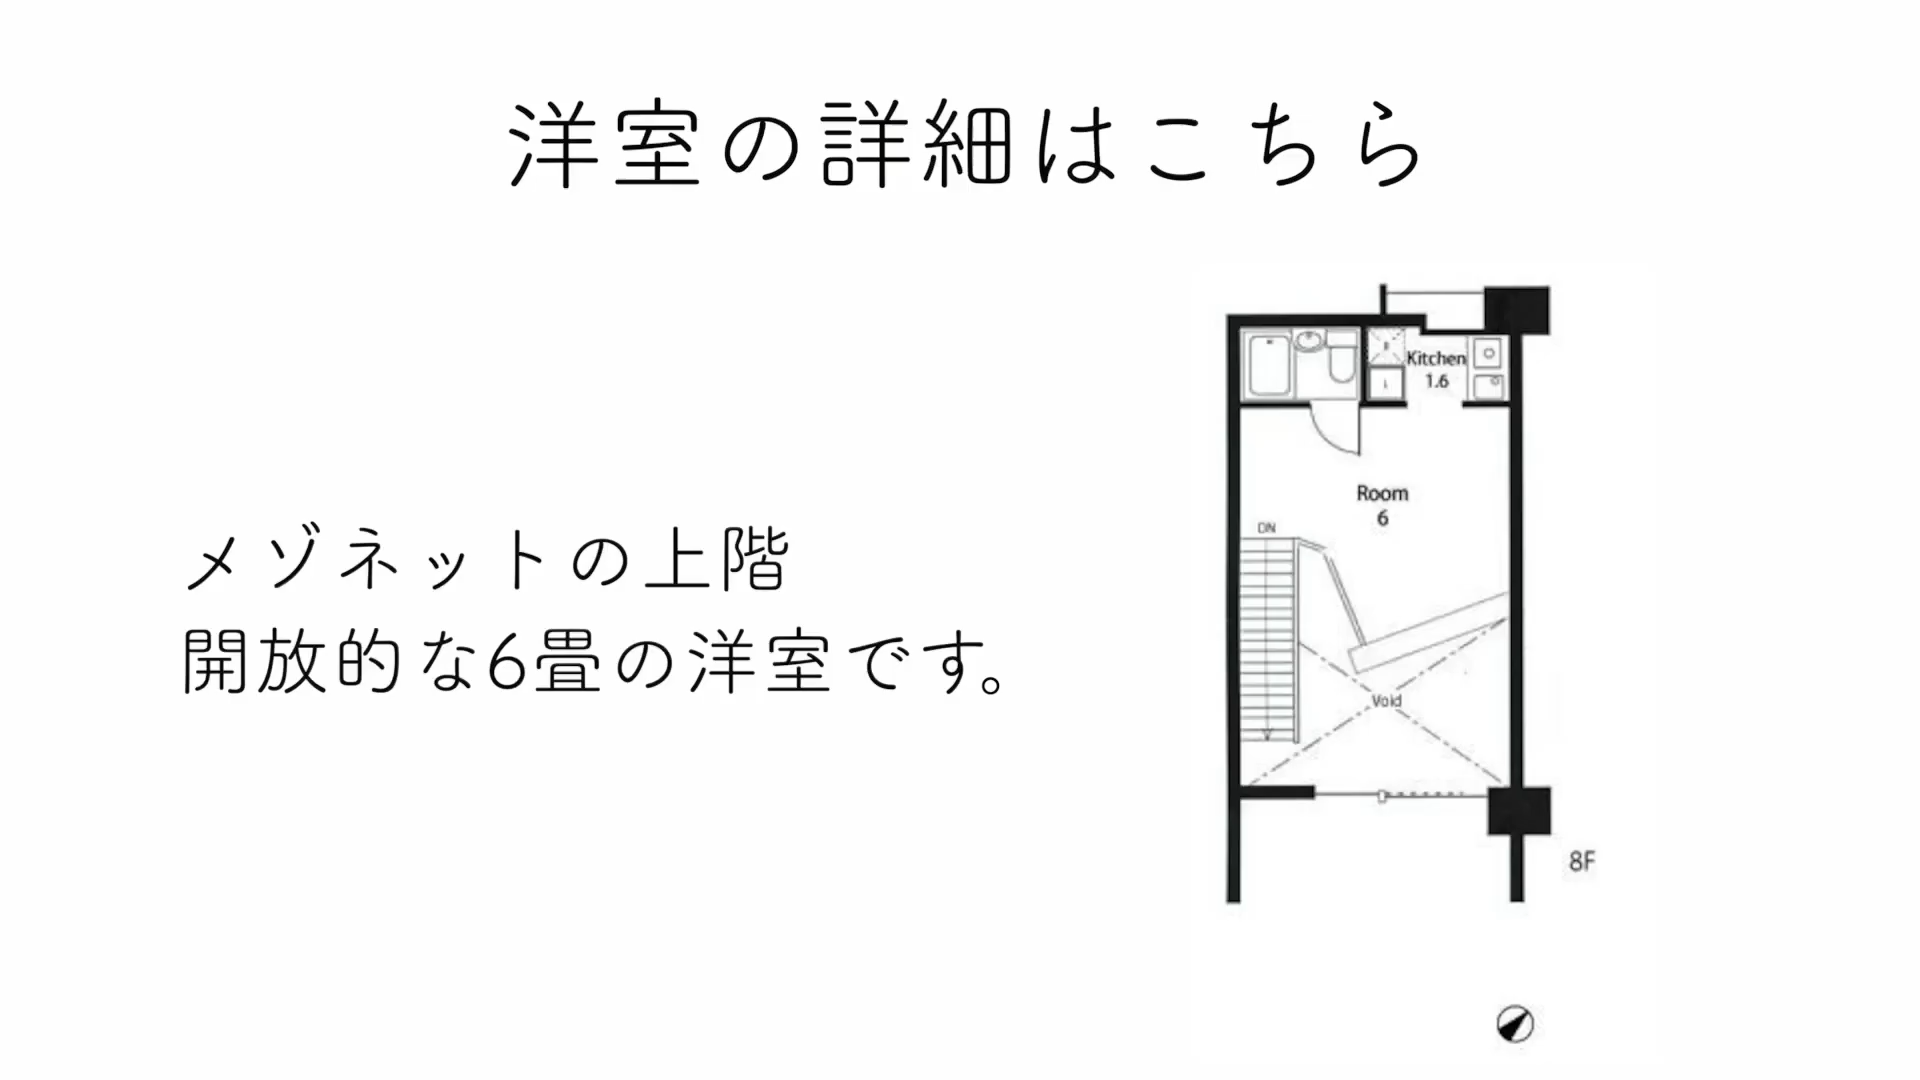 洋室の詳細はこちら
メゾネットの上階
開放的な6畳の洋室です。
Kitchen
1.6
Room
6
DN
Void
8F